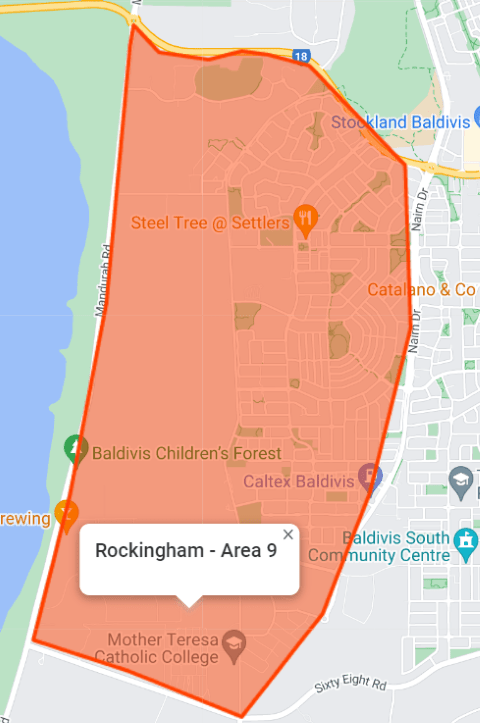 18
Stockland Baldivis
Nairn Dr
Steel Tree @ Settlers
Mandurah Rd
Catalano & Co
Nairn Dr
Baldivis Children's Forest
Caltex Baldivis
rewing
Rockingham - Area 9
×
Baldivis South
Community Centre
Mother Teresa
Catholic College
Sixty Eight Rd